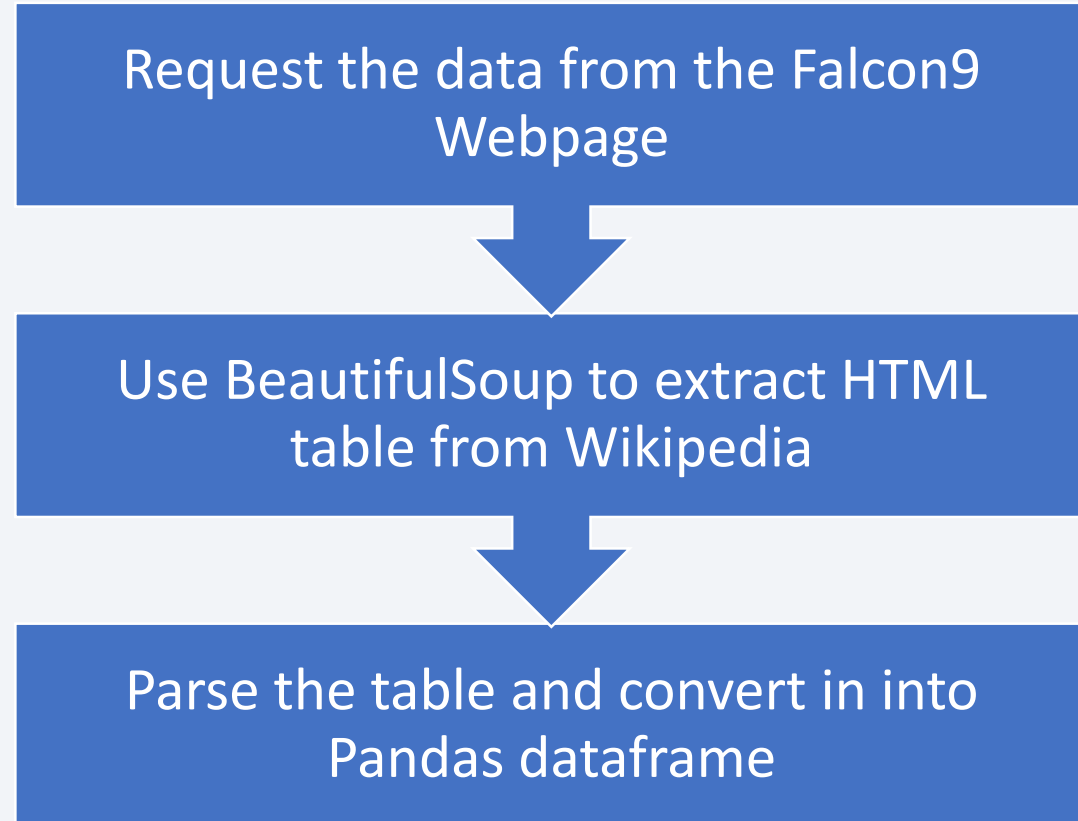 Request the data from the Falcon9
Webpage
Use BeautifulSoup to extract HTML
table from Wikipedia
Parse the table and convert in into
Pandas dataframe